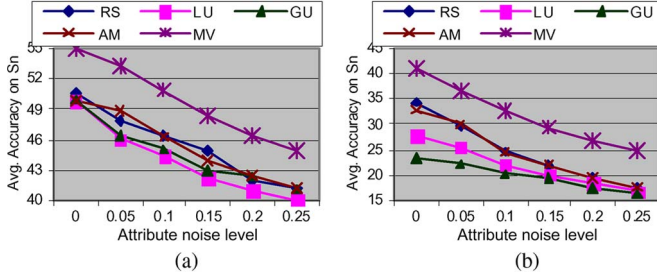 RS LU GU
AM MV
Avg. Accuracy on Sn
55
52
49
46
43
40
0 0.05 0.1 0.15 0.2 0.25
Attribute noise level
(a)
RS LU GU
AM MV
Avg. Accuracy on Sn
45
40
35
30
25
20
15
0 0.05 0.1 0.15 0.2 0.25
Attribute noise level
(b)